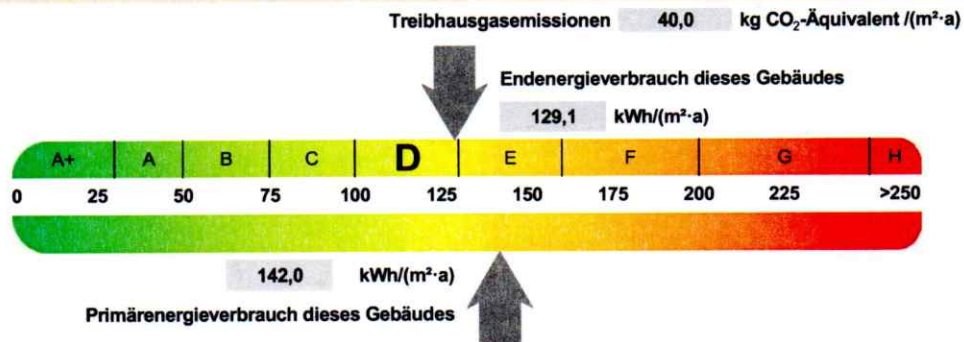 Treibhausgasemissionen 40,0 kg CO₂-Äquivalent /(m²·a)
Endenergieverbrauch dieses Gebäudes
129,1 kWh/(m²·a)
A+ A B C D E F G H
0 25 50 75 100 125 150 175 200 225 >250
142,0 kWh/(m²·a)
Primärenergieverbrauch dieses Gebäudes